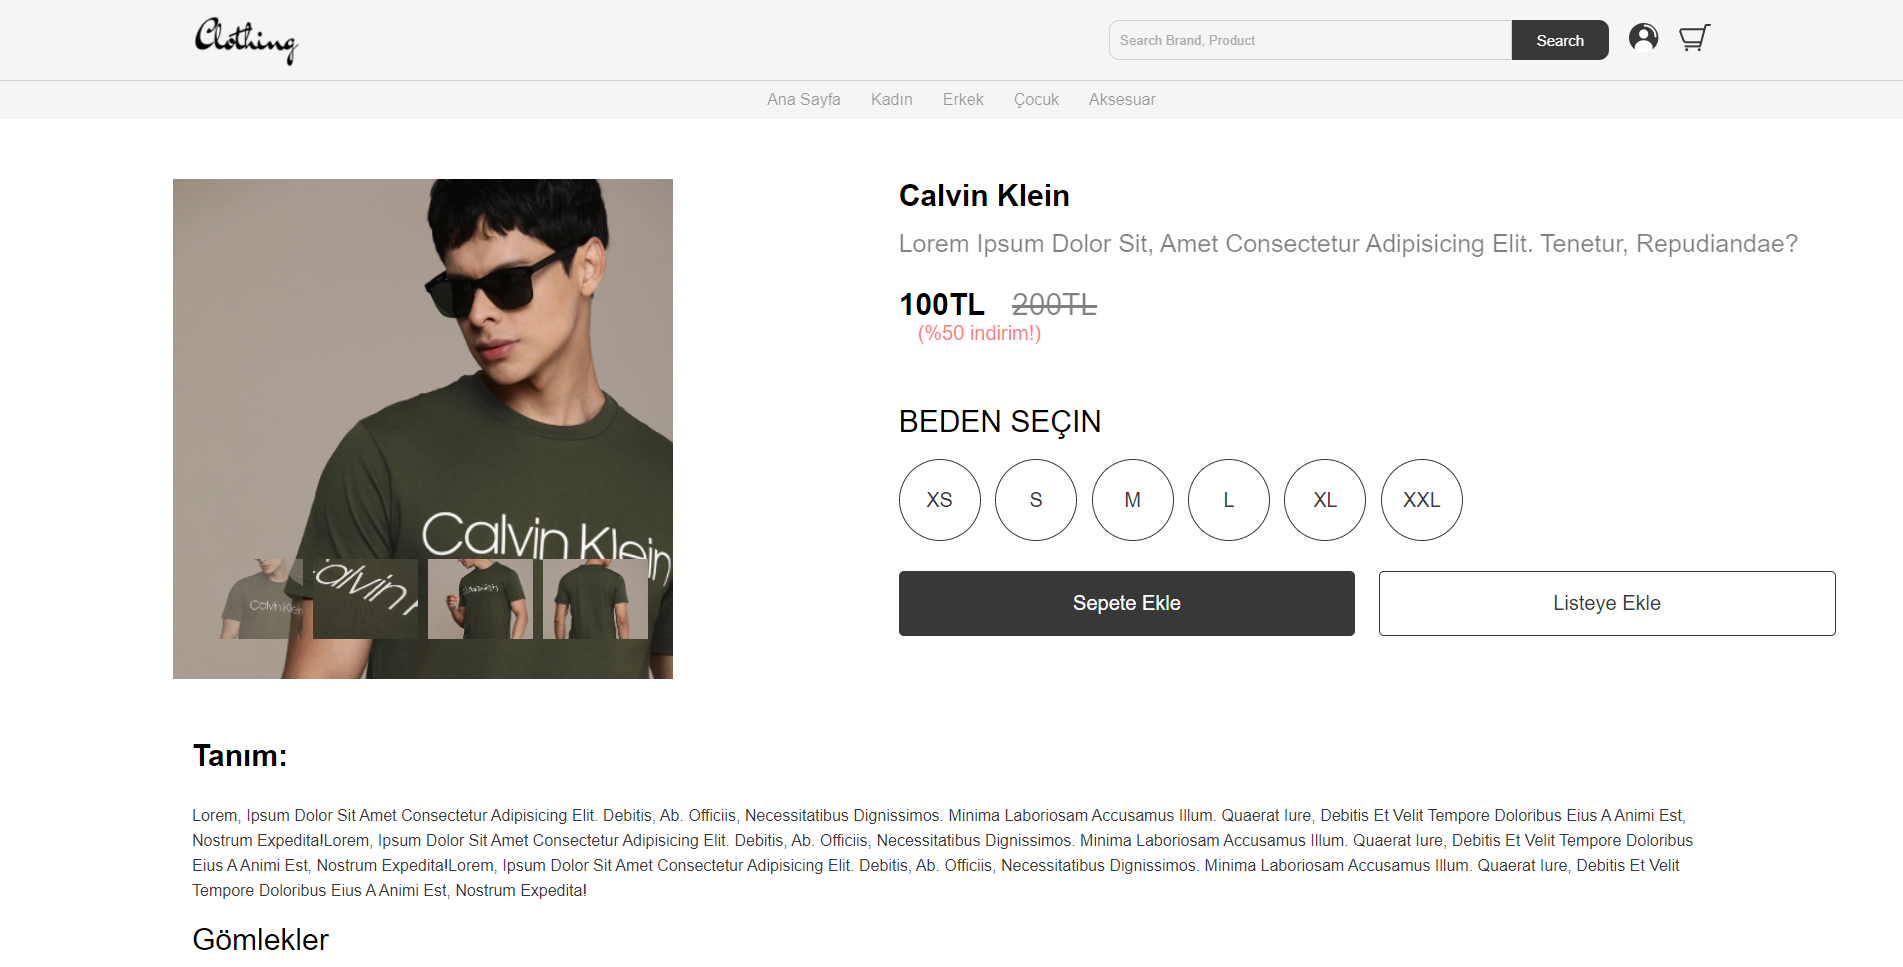 Clothing
Search Brand, Product
Search
Ana Sayfa Kadın Erkek Çocuk Aksesuar
Calvin Klein
Lorem Ipsum Dolor Sit, Amet Consectetur Adipisicing Elit. Tenetur, Repudiandae?
100TL 200TL
(%50 indirim!)
BEDEN SEÇIN
XS S M L XL XXL
Calvin Klein
Calvin Klein
alvin
Sepete Ekle Listeye Ekle
Tanım:
Lorem, Ipsum Dolor Sit Amet Consectetur Adipisicing Elit. Debitis, Ab. Officiis, Necessitatibus Dignissimos. Minima Laboriosam Accusamus Illum. Quaerat Iure, Debitis Et Velit Tempore Doloribus Eius A Animi Est,
Nostrum Expedita!Lorem, Ipsum Dolor Sit Amet Consectetur Adipisicing Elit. Debitis, Ab. Officiis, Necessitatibus Dignissimos. Minima Laboriosam Accusamus Illum. Quaerat Iure, Debitis Et Velit Tempore Doloribus
Eius A Animi Est, Nostrum Expedita!Lorem, Ipsum Dolor Sit Amet Consectetur Adipisicing Elit. Debitis, Ab. Officiis, Necessitatibus Dignissimos. Minima Laboriosam Accusamus Illum. Quaerat Iure, Debitis Et Velit
Tempore Doloribus Eius A Animi Est, Nostrum Expedita!
Gömlekler